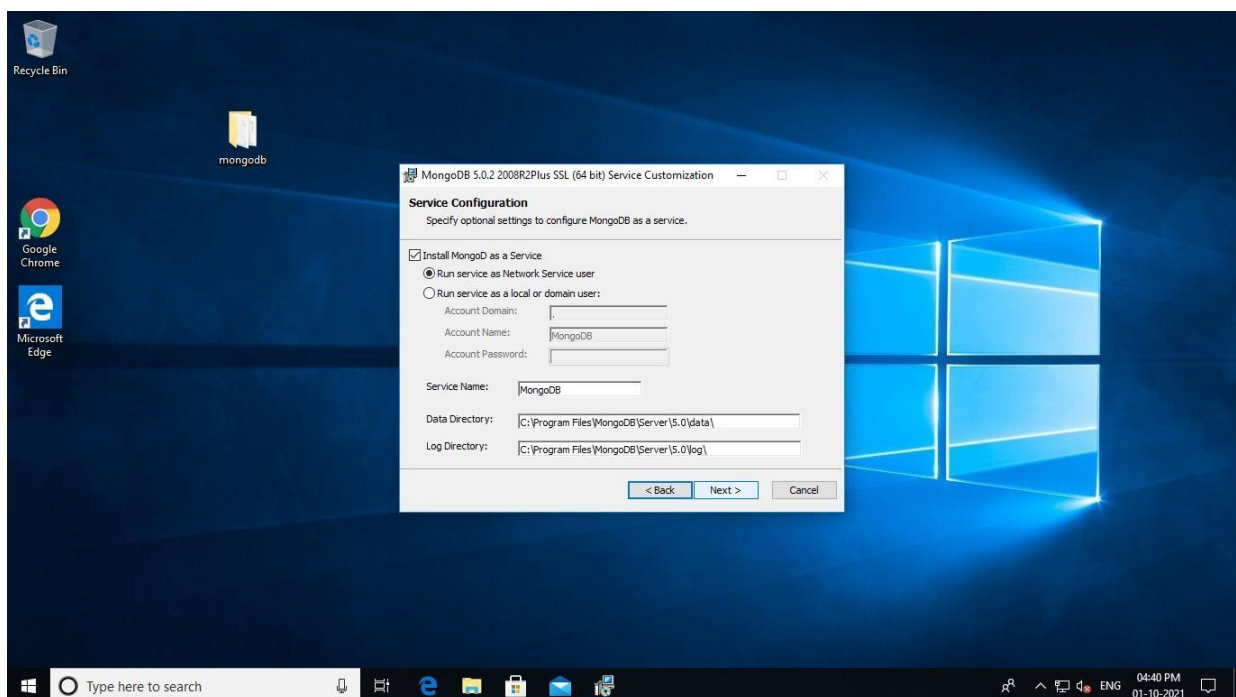 Recycle Bin
mongodb
Google
Chrome
Microsoft
Edge
MongoDB 5.0.2 2008R2Plus SSL (64 bit) Service Customization
Service Configuration
Specify optional settings to configure MongoDB as a service.
Install MongoD as a Service
Run service as Network Service user
Run service as a local or domain user:
Account Domain:
.
Account Name:
MongoDB
Account Password:
Service Name:
MongoDB
Data Directory:
C:\Program Files\MongoDB\Server\5.0\data\
Log Directory:
C:\Program Files\MongoDB\Server\5.0\log\
< Back
Next >
Cancel
Type here to search
ENG
04:40 PM
01-10-2021